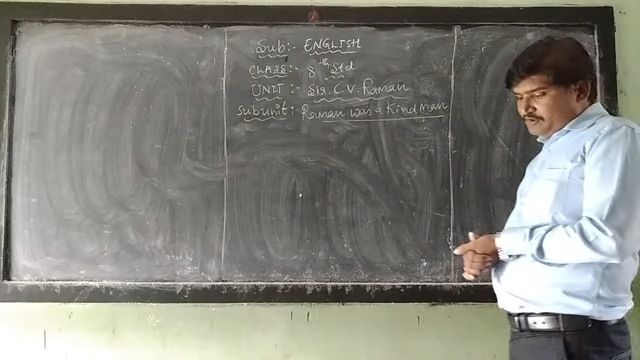 Sub:- ENGLISH
CLASS:- 8th Std
UNIT:- Sir. C.V. Raman
Subunit:- Raman was a kind man